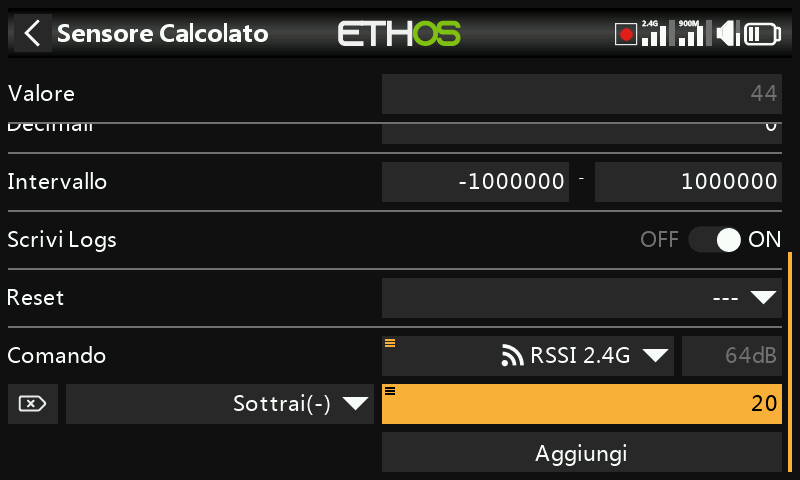 Sensore Calcolato ETHOS 2.4G 900M
Valore 44
Decimali 0
Intervallo -1000000 - 1000000
Scrivi Logs OFF ON
Reset ---
Comando RSSI 2.4G 64dB
Sottrai(-) 20
Aggiungi